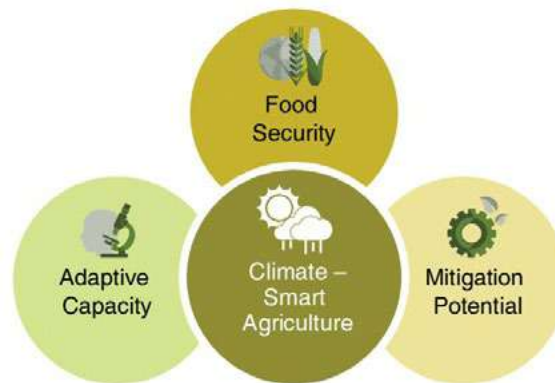 Food
Security
Adaptive
Capacity
Climate –
Smart
Agriculture
Mitigation
Potential